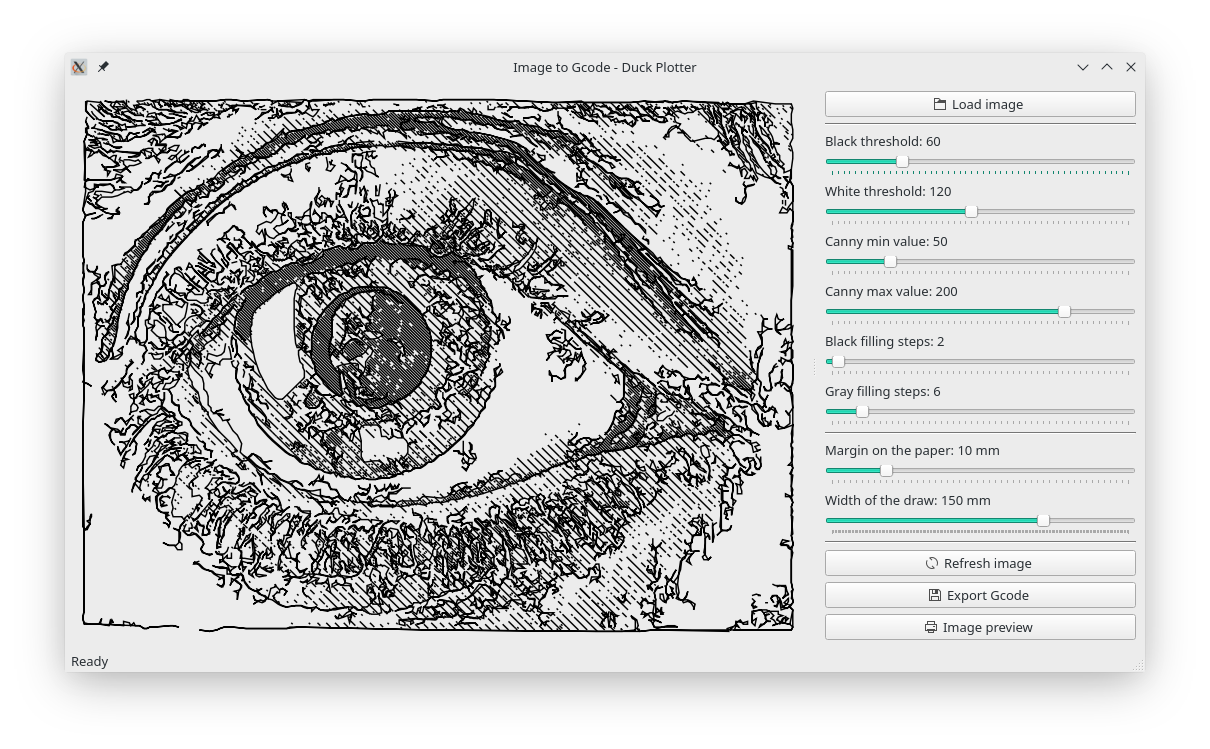 Image to Gcode - Duck Plotter
Load image
Black threshold: 60
White threshold: 120
Canny min value: 50
Canny max value: 200
Black filling steps: 2
Gray filling steps: 6
Margin on the paper: 10 mm
Width of the draw: 150 mm
Refresh image
Export Gcode
Image preview
Ready